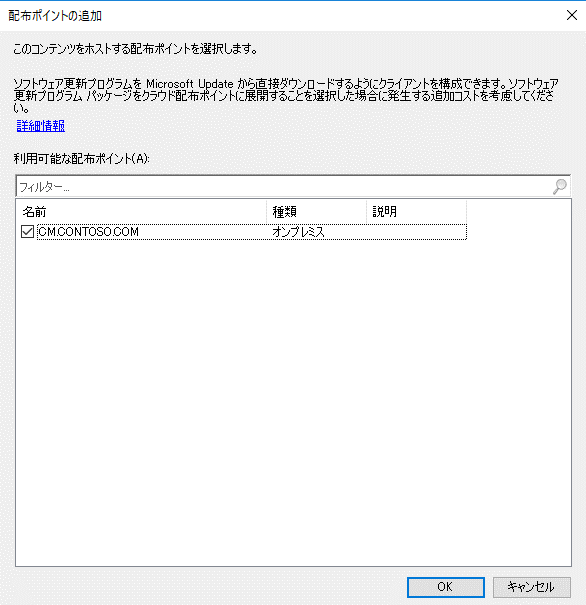 配布ポイントの追加
このコンテンツをホストする配布ポイントを選択します。
ソフトウェア更新プログラムを Microsoft Update から直接ダウンロードするようにクライアントを構成できます。ソフトウェア
更新プログラム パッケージをクラウド配布ポイントに展開することを選択した場合に発生する追加コストを考慮してくださ
い。
詳細情報
利用可能な配布ポイント(A):
フィルター...
名前 種類 説明
CM.CONTOSO.COM オンプレミス
OK キャンセル